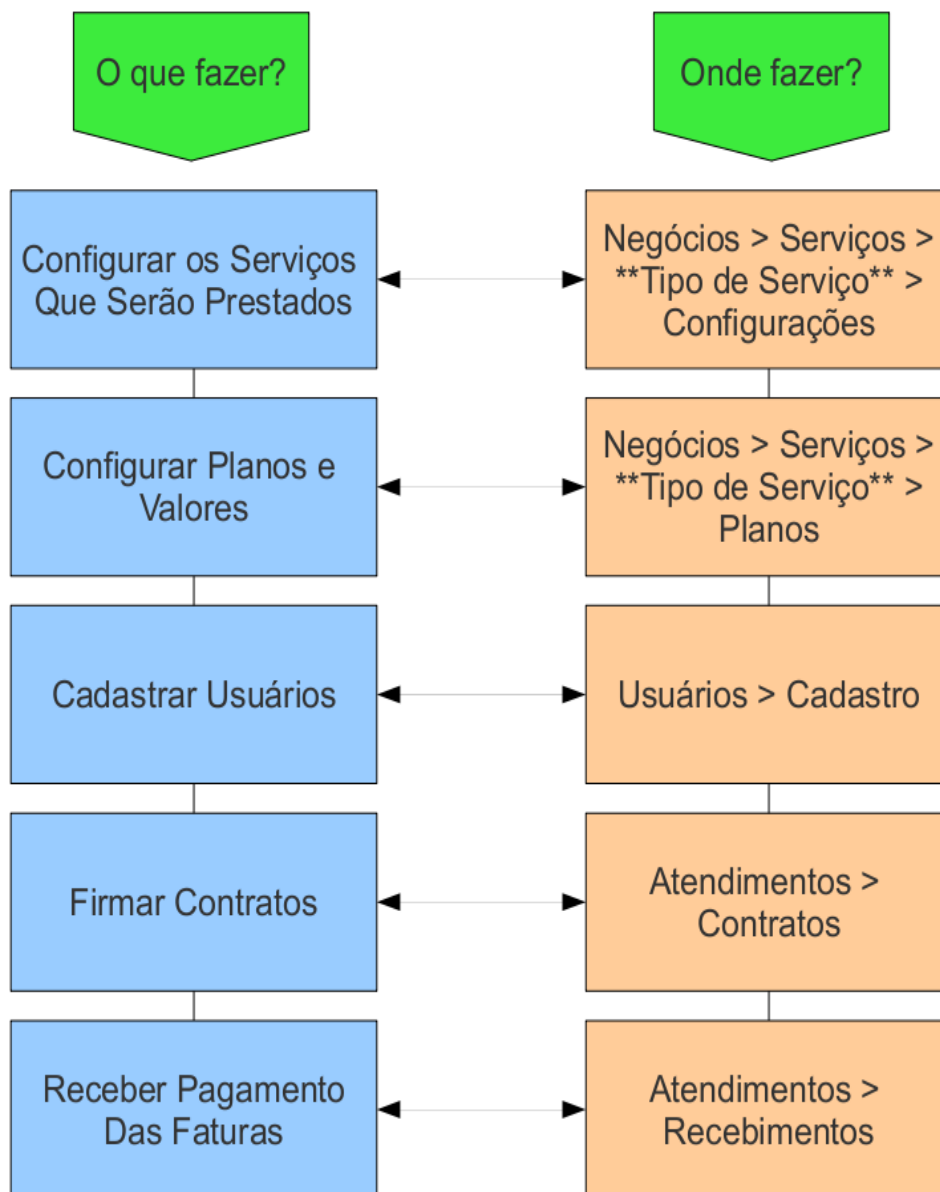 O que fazer?
Onde fazer?
Configurar os Serviços
Que Serão Prestados
Negócios > Serviços >
**Tipo de Serviço** >
Configurações
Configurar Planos e
Valores
Negócios > Serviços >
**Tipo de Serviço** >
Planos
Cadastrar Usuários
Usuários > Cadastro
Firmar Contratos
Atendimentos >
Contratos
Receber Pagamento
Das Faturas
Atendimentos >
Recebimentos